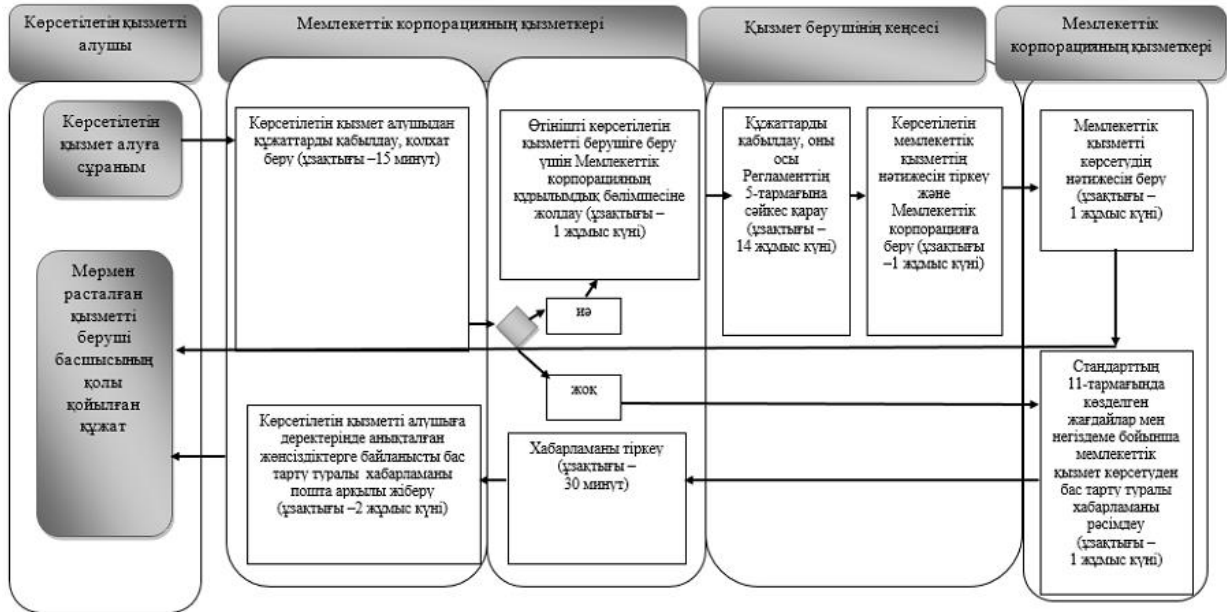 Көрсетілетін қызметті
алушы
Мемлекеттік корпорацияның қызметкері
Қызмет берушінің кеңсесі
Мемлекеттік
корпорацияның қызметкері
Көрсетілетін
қызмет алуға
сұраным
Көрсетілетін қызмет алушыдан
құжаттарды қабылдау, қолхат
беру (ұзақтығы –15 минут)
Өтінішті көрсетілетін
қызметті берушіге беру
үшін Мемлекеттік
корпорацияның
құрылымдық бөлімшесіне
жолдау (ұзақтығы –
1 жұмыс күні)
Құжаттарды
қабылдау, оны
осы
Регламенттің
5-тармағына
сәйкес қарау
(ұзақтығы –
14 жұмыс күні)
Көрсетілетін
мемлекеттік
қызметтің
нәтижесін тіркеу
және
Мемлекеттік
корпорацияға
беру (ұзақтығы
–1 жұмыс күні)
Мемлекеттік
қызметті
көрсетудің
нәтижесін беру
(ұзақтығы –
1 жұмыс күні)
иә
жоқ
Мөрмен
расталған
қызметті
беруші
басшысының
қолы
қойылған
құжат
Көрсетілетін қызметті алушыға
деректерінде анықталған
жөнсіздіктерге байланысты бас
тарту туралы хабарламаны
пошта арқылы жіберу
(ұзақтығы –2 жұмыс күні)
Хабарламаны тіркеу
(ұзақтығы –
30 минут)
Стандарттың
11-тармағында
көзделген
жағдайлар мен
негіздеме бойынша
мемлекеттік
қызмет көрсетуден
бас тарту туралы
хабарламаны
рәсімдеу
(ұзақтығы –
1 жұмыс күні)